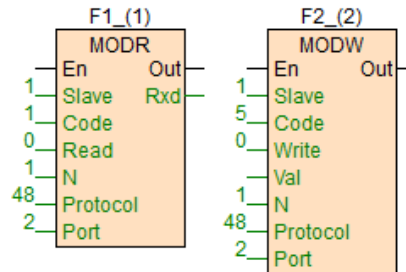 F1_(1)
MODR
En Out
1 Slave Rxd
1 Code
0 Read
1 N
48 Protocol
2 Port
F2_(2)
MODW
En Out
1 Slave
5 Code
0 Write
Val
1 N
48 Protocol
2 Port